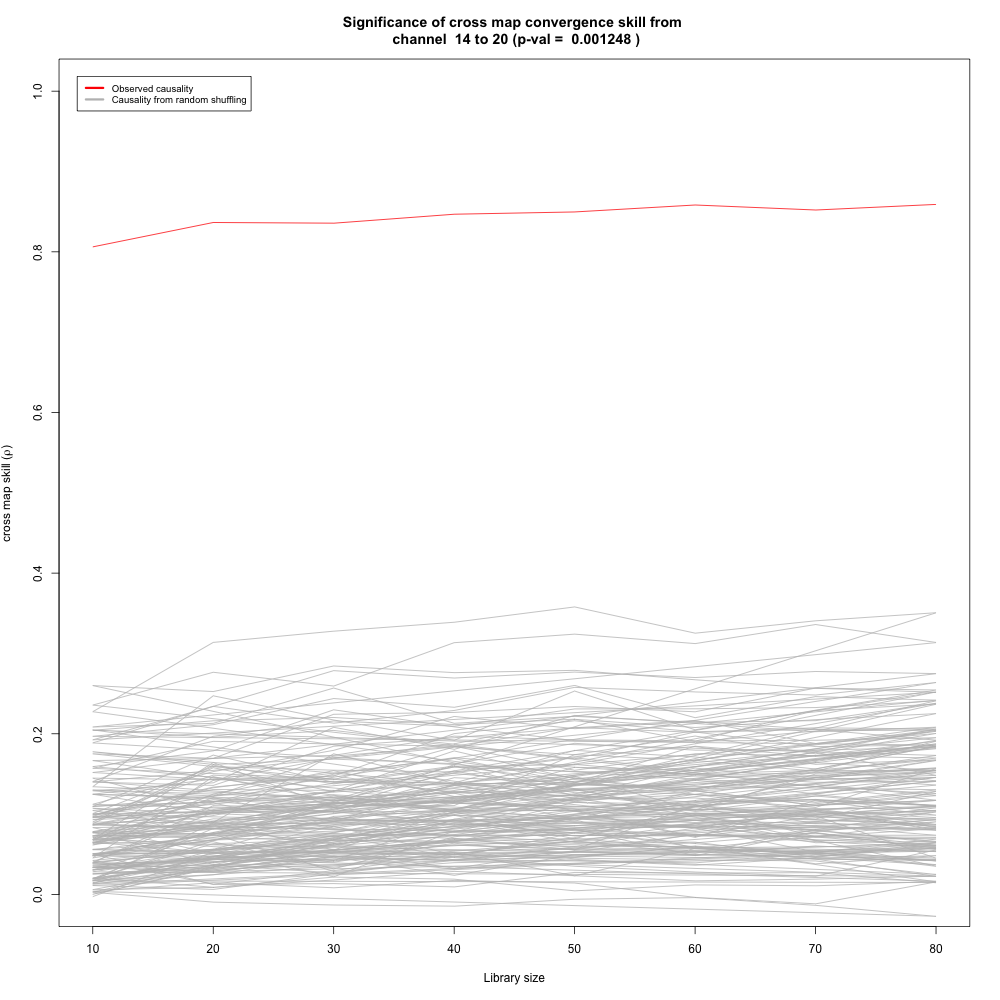 Significance of cross map convergence skill from
channel  14 to 20 (p-val =  0.001248 )
Observed causality
Causality from random shuffling
1.0
0.8
0.6
0.4
0.2
0.0
cross map skill (ρ)
10 20 30 40 50 60 70 80
Library size